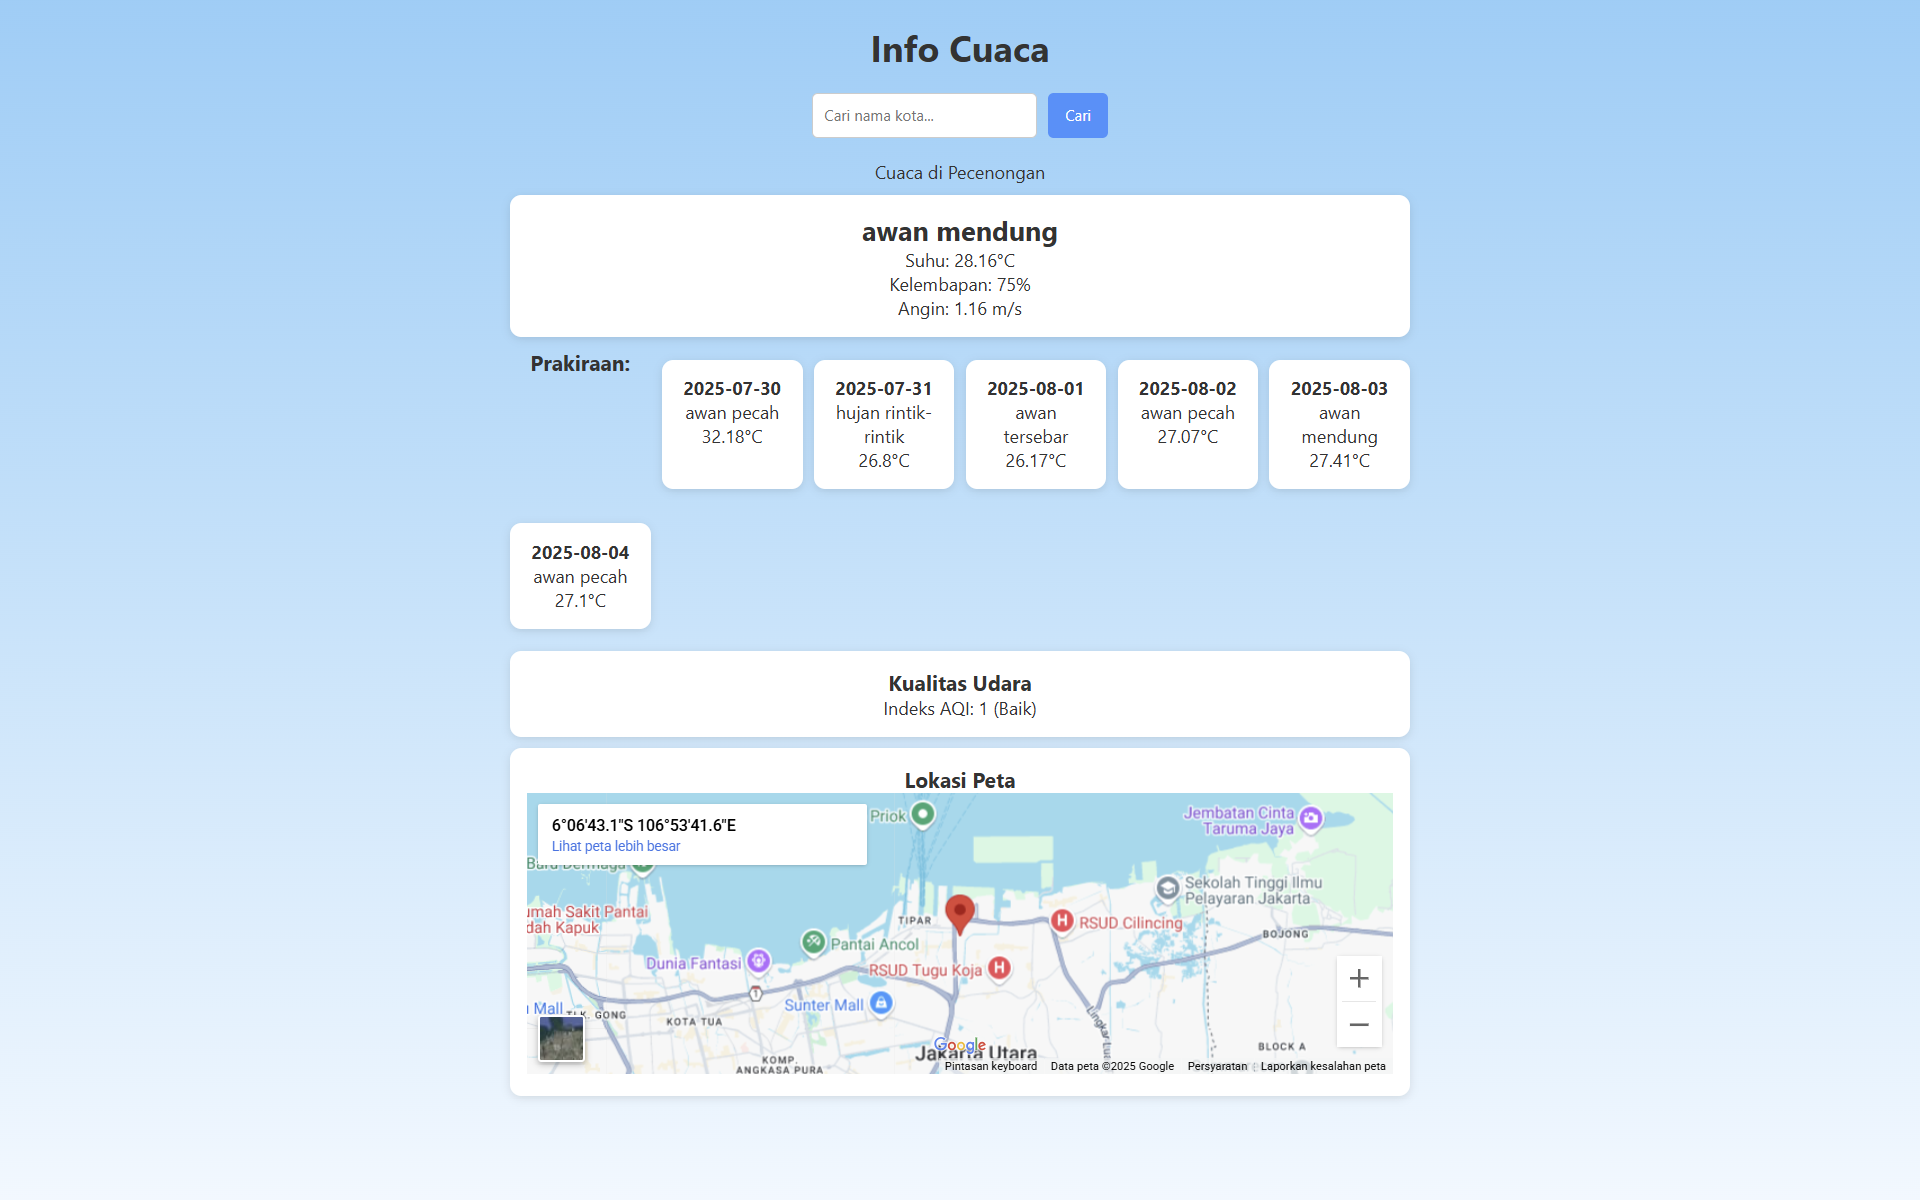 Info Cuaca
Cari nama kota...
Cari
Cuaca di Pecenongan
awan mendung
Suhu: 28.16°C
Kelembapan: 75%
Angin: 1.16 m/s
Prakiraan:
2025-07-30
awan pecah
32.18°C
2025-07-31
hujan rintik-
rintik
26.8°C
2025-08-01
awan
tersebar
26.17°C
2025-08-02
awan pecah
27.07°C
2025-08-03
awan
mendung
27.41°C
2025-08-04
awan pecah
27.1°C
Kualitas Udara
Indeks AQI: 1 (Baik)
Lokasi Peta
6°06'43.1"S 106°53'41.6"E
Lihat peta lebih besar
Priok
Jembatan Cinta
Taruma Jaya
Sekolah Tinggi Ilmu
Pelayaran Jakarta
Sakit Pantai
Kapuk
TIPAR
RSUD Cilincing
BOJONG
Pantai Ancol
Dunia Fantasi
RSUD Tugu Koja
1
Sunter Mall
Mall
GONG
KOTA TUA
Lingkar
BLOCK A
KOMP.
ANGKASA PURA
Google
Jakarta Utara
Pintasan keyboard
Data peta ©2025 Google
Persyaratan
Laporkan kesalahan peta